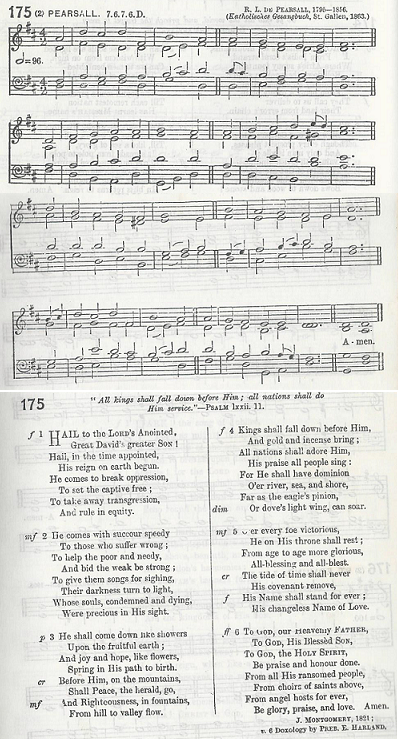 175 (2) PEARSALL. 7.6.7.6.D.
R. L. DE PEARSALL, 1795—1856.
(Katholisches Gesangbuch, St. Gallen, 1863.)
=96.
A - men.
175
"All kings shall fall down before Him; all nations shall do
Him service."—PSALM lxxii. 11.
f 1 HAIL to the LORD's Anointed,
Great David's greater SON!
Hail, in the time appointed,
His reign on earth begun.
He comes to break oppression,
To set the captive free;
To take away transgression,
And rule in equity.
mf 2 He comes with succour speedy
To those who suffer wrong;
To help the poor and needy,
And bid the weak be strong;
To give them songs for sighing,
Their darkness turn to light,
Whose souls, condemned and dying,
Were precious in His sight.
p 3 He shall come down like showers
Upon the fruitful earth;
And joy and hope, like flowers,
Spring in His path to birth.
cr Before Him, on the mountains,
Shall Peace, the herald, go,
mf And Righteousness, in fountains,
From hill to valley flow.
f 4 Kings shall fall down before Him,
And gold and incense bring;
All nations shall adore Him,
His praise all people sing:
For He shall have dominion
O'er river, sea, and shore,
Far as the eagle's pinion,
dim Or dove's light wing, can soar.
mf 5 er every foe victorious,
He on His throne shall rest;
From age to age more glorious,
All-blessing and all-blest.
cr The tide of time shall never
His covenant remove,
f His Name shall stand for ever;
His changeless Name of Love.
ff 6 To GOD, our Heavenly FATHER,
To GOD, His Blessèd SON,
To GOD, the HOLY SPIRIT,
Be praise and honour done.
From all His ransomed people,
From choirs of saints above,
From angel hosts for ever,
Be glory, praise, and love. Amen.
J. MONTGOMERY, 1821;
v. 6 Doxology by PREB. E. HARLAND.